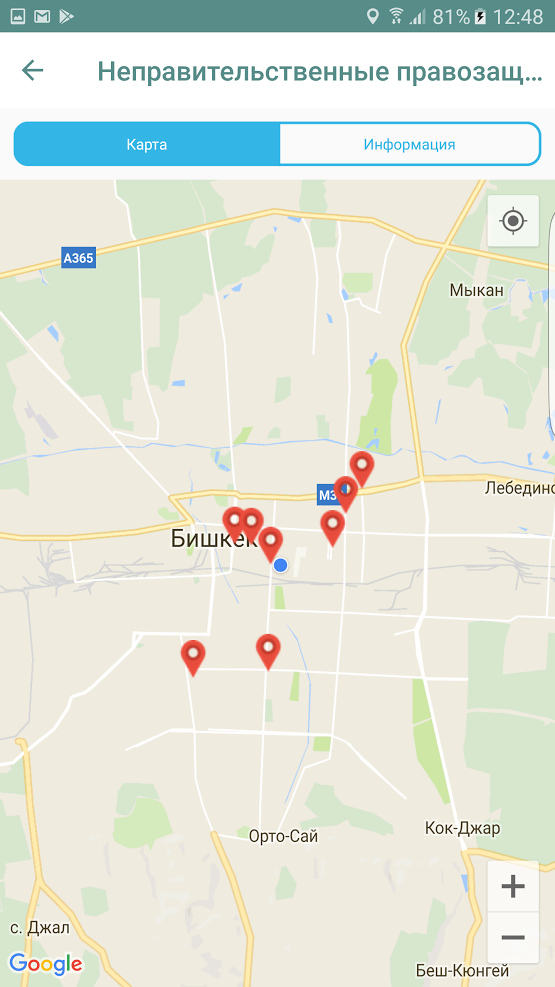 81% 12:48
Неправительственные правозащ...
Карта
Информация
A365
Мыкан
M3
Лебединс
Бишкек
Орто-Сай
Кок-Джар
с. Джал
Google
Беш-Кюнгей